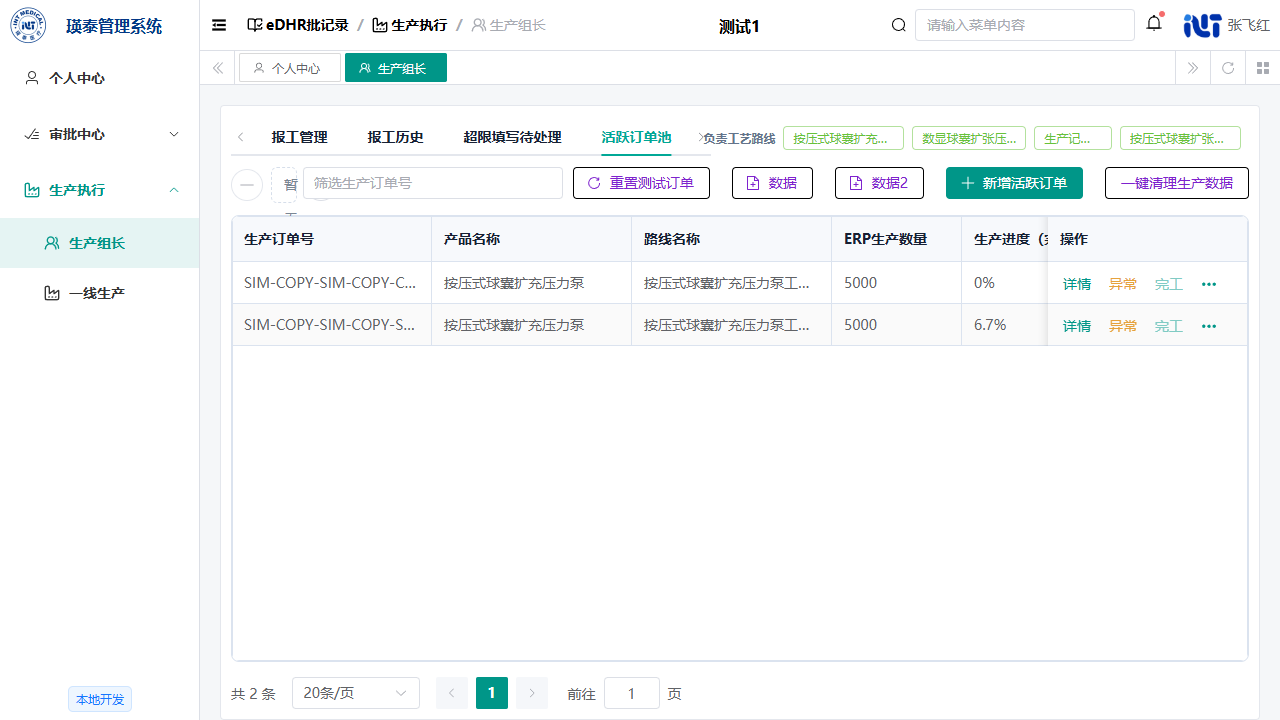 瑛泰管理系统
eDHR批记录 / 生产执行 / 生产组长
测试1
请输入菜单内容
张飞红
个人中心
生产组长
个人中心
审批中心
生产执行
生产组长
一线生产
本地开发
报工管理
报工历史
超限填写待处理
活跃订单池
负责工艺路线
按压式球囊扩充...
数显球囊扩张压...
生产记...
按压式球囊扩张...
暂
筛选生产订单号
重置测试订单
数据
数据2
新增活跃订单
一键清理生产数据
生产订单号 产品名称 路线名称 ERP生产数量 生产进度（ 操作
SIM-COPY-SIM-COPY-C... 按压式球囊扩充压力泵 按压式球囊扩充压力泵工... 5000 0% 详情 异常 完工
SIM-COPY-SIM-COPY-S... 按压式球囊扩充压力泵 按压式球囊扩充压力泵工... 5000 6.7% 详情 异常 完工
共 2 条
20条/页
1
前往 1 页